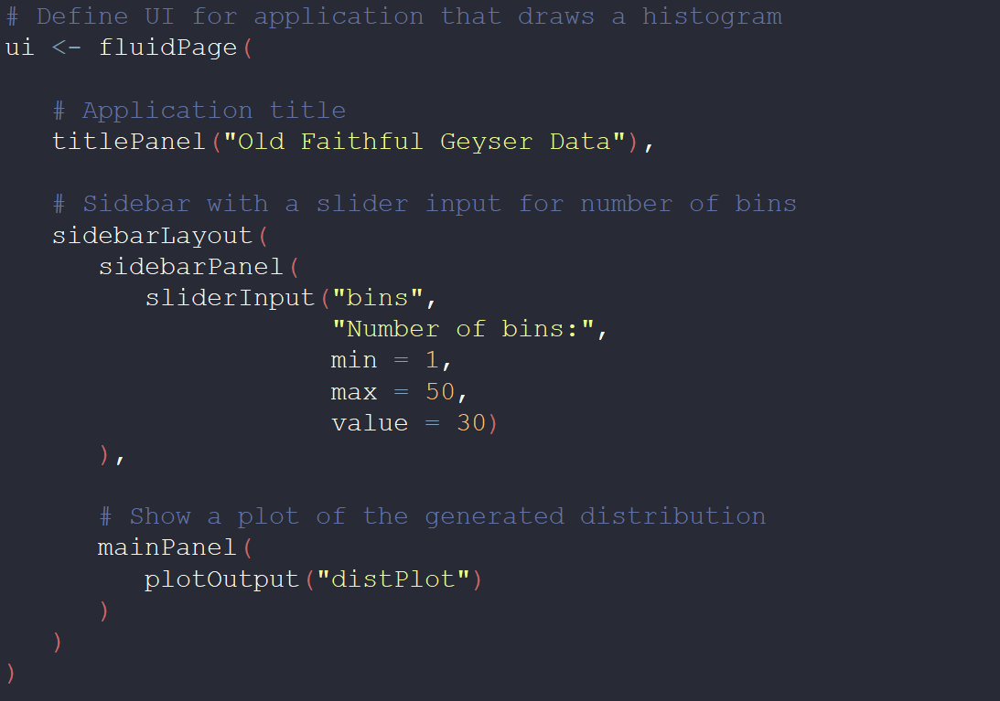 # Define UI for application that draws a histogram
ui <- fluidPage(
   # Application title
   titlePanel("Old Faithful Geyser Data"),
   # Sidebar with a slider input for number of bins
   sidebarLayout(
      sidebarPanel(
         sliderInput("bins",
                     "Number of bins:",
                     min = 1,
                     max = 50,
                     value = 30)
      ),
      # Show a plot of the generated distribution
      mainPanel(
         plotOutput("distPlot")
      )
   )
)